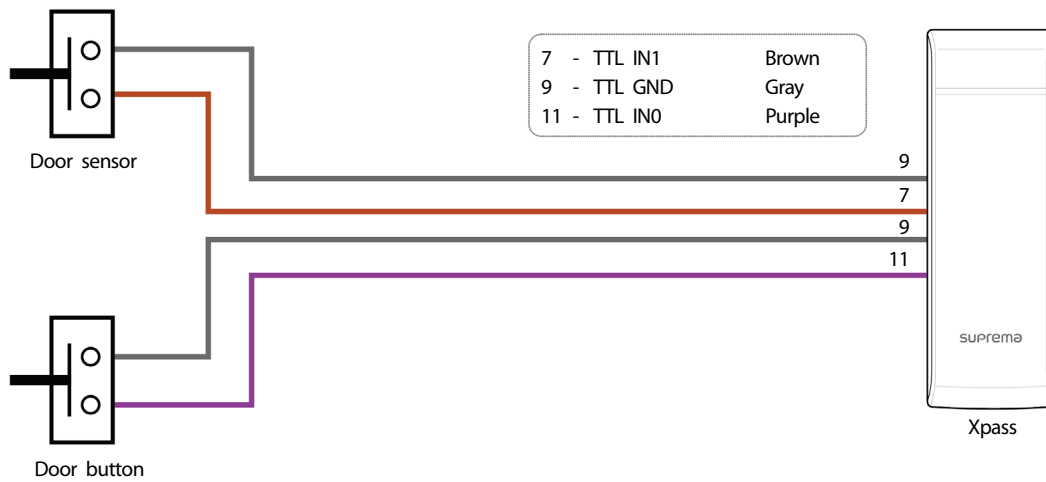 7 - TTL IN1 Brown
9 - TTL GND Gray
11 - TTL IN0 Purple
Door sensor
9
7
9
11
suprema
Xpass
Door button